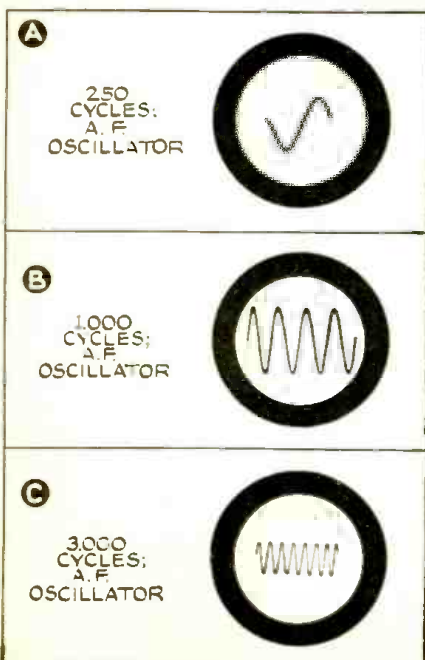 A
250
CYCLES;
A. F.
OSCILLATOR
B
1,000
CYCLES;
A.F.
OSCILLATOR
C
3,000
CYCLES;
A.F.
OSCILLATOR